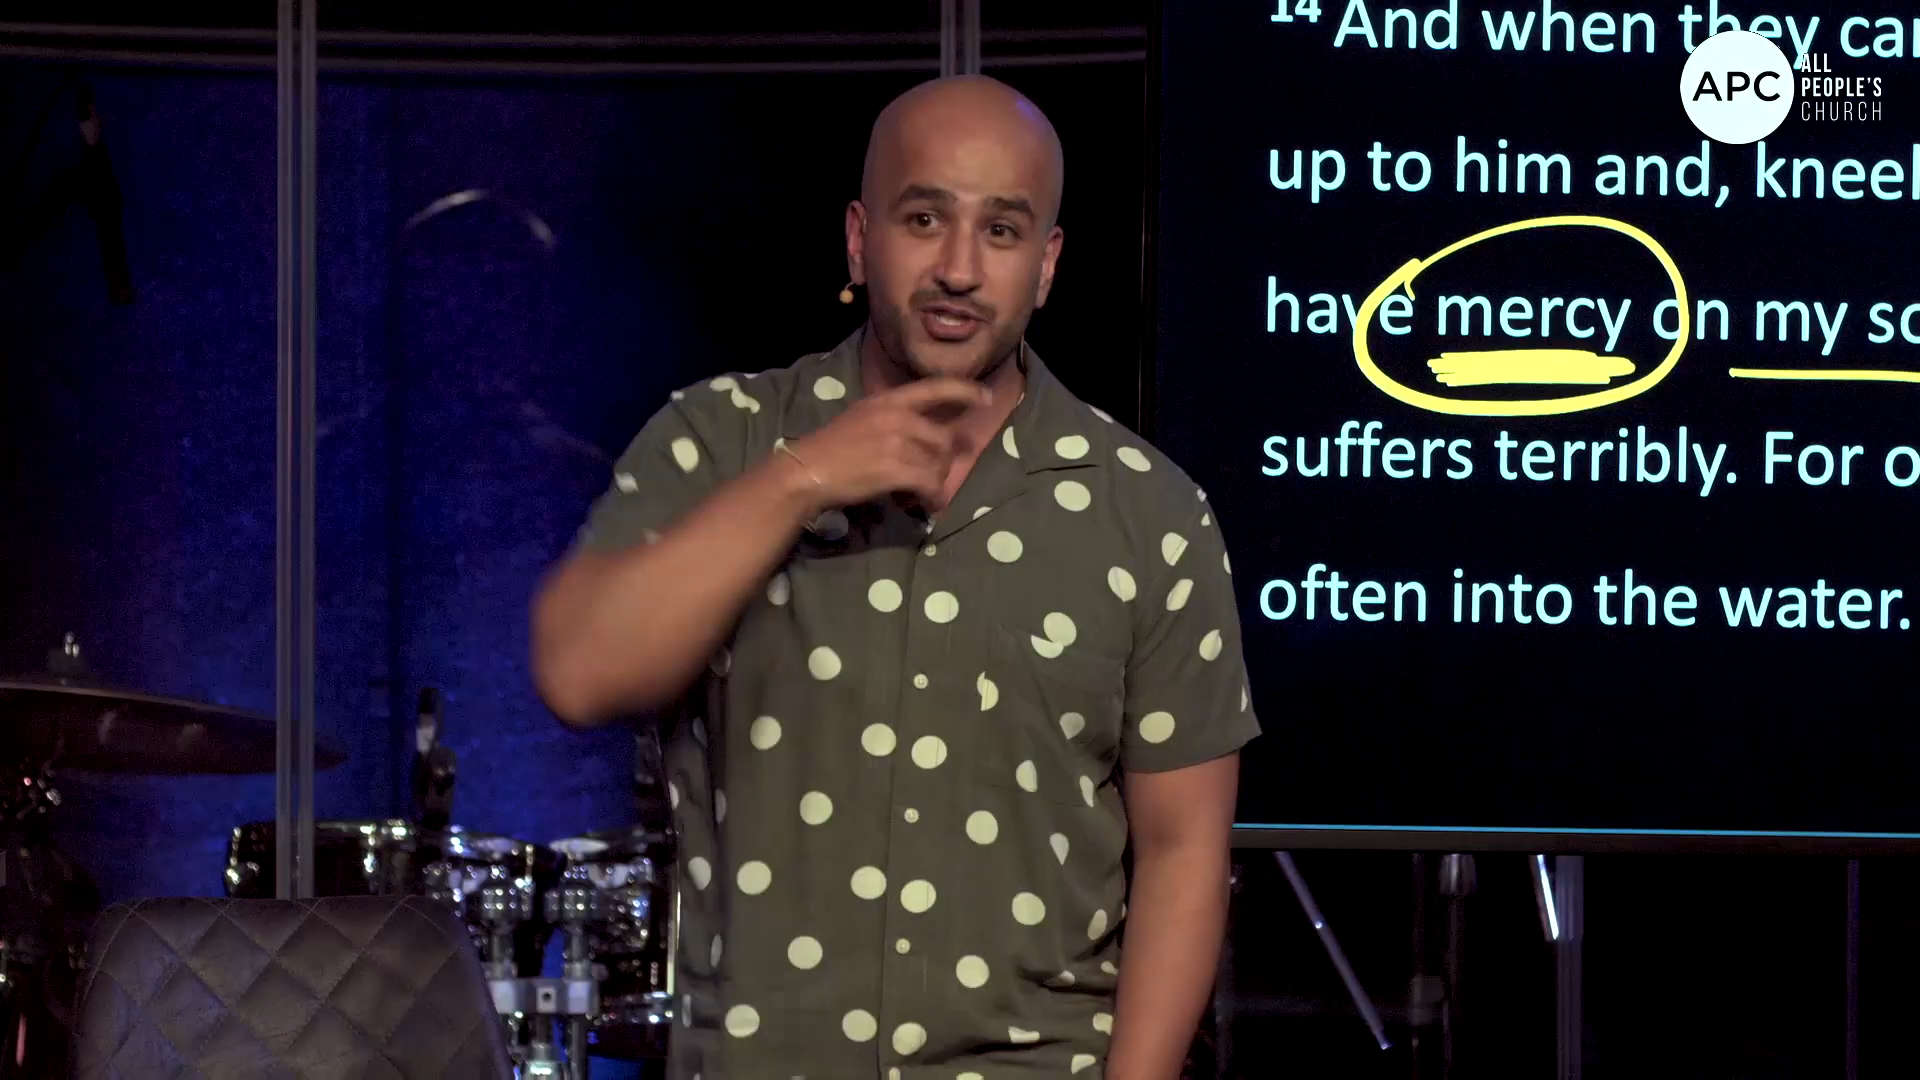 14 And when they
up to him and,
have mercy on my
suffers terribly. For
often into the water.
APC
ALL
PEOPLE'S
CHURCH